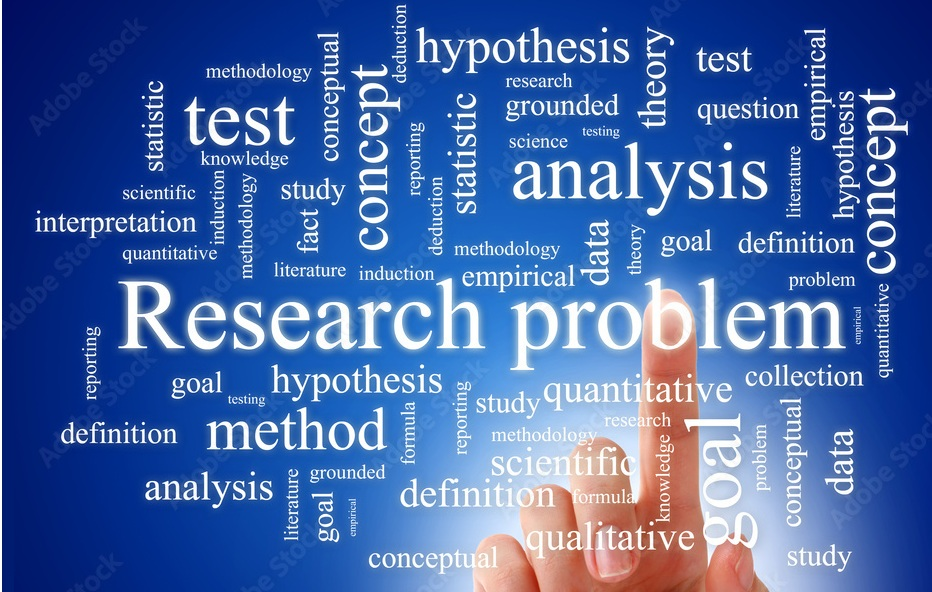 deduction
hypothesis
theory
test
empirical
conceptual
methodology
research
statistic
test
concept
statistic
grounded
question
hypothesis
concept
reporting
science
testing
knowledge
analysis
literature
scientific
induction
methodology
study
deduction
interpretation
fact
data
theory
goal
definition
quantitative
methodology
literature
induction
empirical
problem
Research problem
empirical
quantitative
reporting
goal
testing
hypothesis
reporting
study
quantitative
collection
definition
method
formula
research
methodology
knowledge
goal
problem
conceptual
data
scientific
analysis
literature
grounded
goal
empirical
definition
formula
qualitative
conceptual
study
Adobe Stock